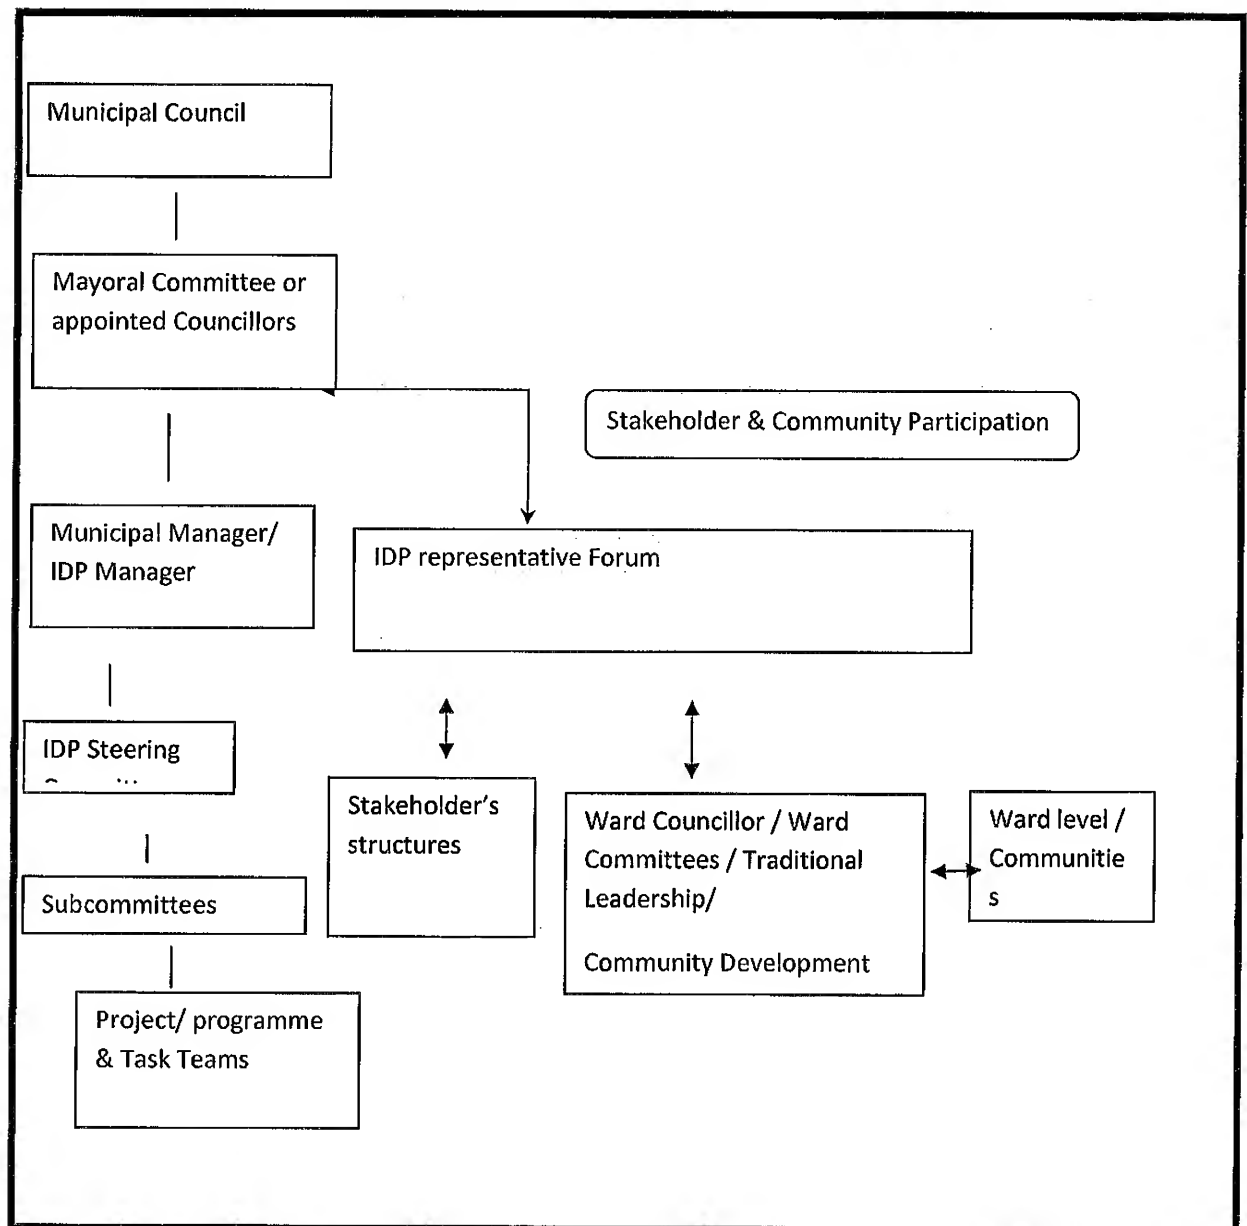 Municipal Council
Mayoral Committee or
appointed Councillors
Stakeholder & Community Participation
Municipal Manager/
IDP Manager
IDP representative Forum
IDP Steering
Stakeholder's
structures
Ward Councillor / Ward
Committees / Traditional
Leadership/
Community Development
Ward level /
Communitie
s
Subcommittees
Project/ programme
& Task Teams